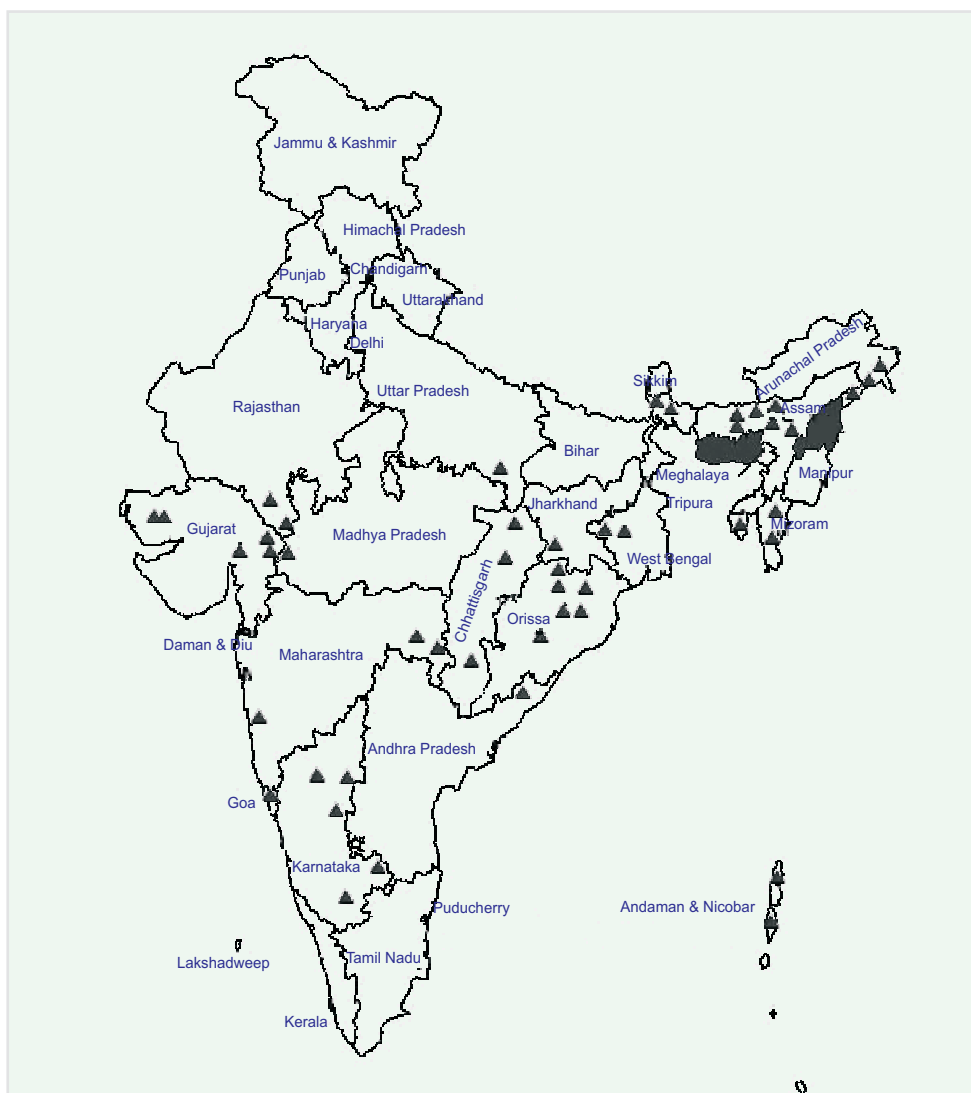 Jammu & Kashmir
Himachal Pradesh
Chandigarh
Punjab
Uttarakhand
Haryana
Delhi
Arunachal Pradesh
Sikkim
Uttar Pradesh
Rajasthan
Assam
Bihar
Meghalaya
Manipur
Jharkhand
Tripura
Gujarat
Madhya Pradesh
Mizoram
West Bengal
Chhattisgarh
Orissa
Daman & Diu
Maharashtra
Andhra Pradesh
Goa
Karnataka
Puducherry
Andaman & Nicobar
Tamil Nadu
Lakshadweep
Kerala